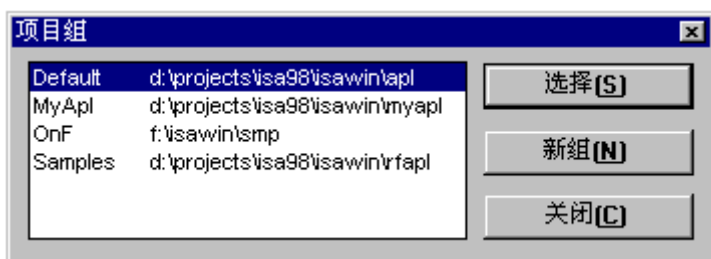 项目组
Default d:\projects\isa98\isawin\apl
MyApl d:\projects\isa98\isawin\myapl
OnF f:\isawin\smp
Samples d:\projects\isa98\isawin\rfapl
选择[S]
新组[N]
关闭[C]